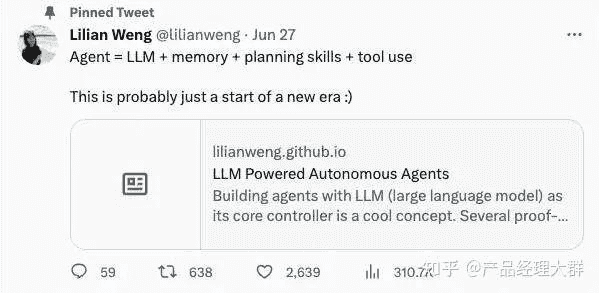 Pinned Tweet
Lilian Weng @lilianweng · Jun 27
Agent = LLM + memory + planning skills + tool use
This is probably just a start of a new era :)
lilianweng.github.io
LLM Powered Autonomous Agents
Building agents with LLM (large language model) as
its core controller is a cool concept. Several proof-...
59 638 2,639 310.7K
知乎 @产品经理大群